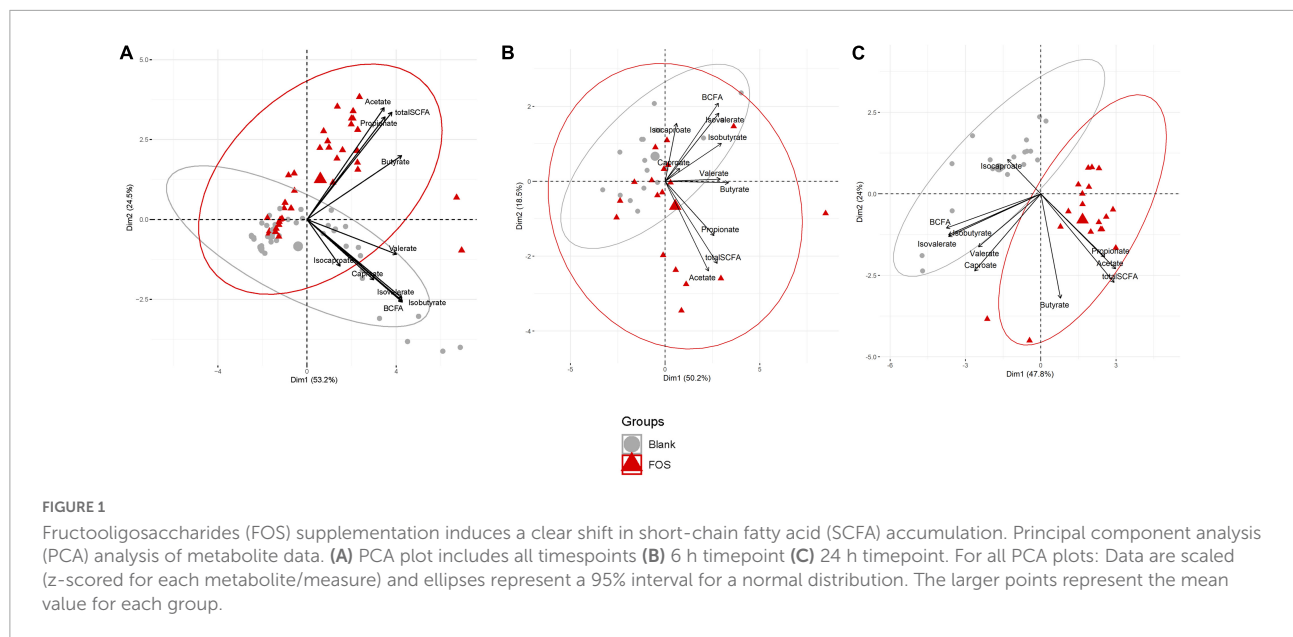 A
5.0
2.5
0.0
-2.5
Dim2 (24.5%)
Acetate
totalSCFA
Propionate
Butyrate
Valerate
Isocaproate
Caproate
Isovalerate
Isobutyrate
BCFA
-4
0
4
Dim1 (53.2%)
B
2
0
-2
-4
Dim2 (18.5%)
BCFA
Isovalerate
Isocaproate
Isobutyrate
Caproate
Valerate
Butyrate
Propionate
totalSCFA
Acetate
-5
0
5
Dim1 (50.2%)
C
2.5
0.0
-2.5
-5.0
Dim2 (24%)
Isocaproate
BCFA
Isobutyrate
Isovalerate
Valerate
Caproate
Propionate
Acetate
totalSCFA
Butyrate
-6
-3
0
3
Dim1 (47.8%)
Groups
Blank
FOS
FIGURE 1
Fructooligosaccharides (FOS) supplementation induces a clear shift in short-chain fatty acid (SCFA) accumulation. Principal component analysis
(PCA) analysis of metabolite data. (A) PCA plot includes all timespoints (B) 6 h timepoint (C) 24 h timepoint. For all PCA plots: Data are scaled
(z-scored for each metabolite/measure) and ellipses represent a 95% interval for a normal distribution. The larger points represent the mean
value for each group.